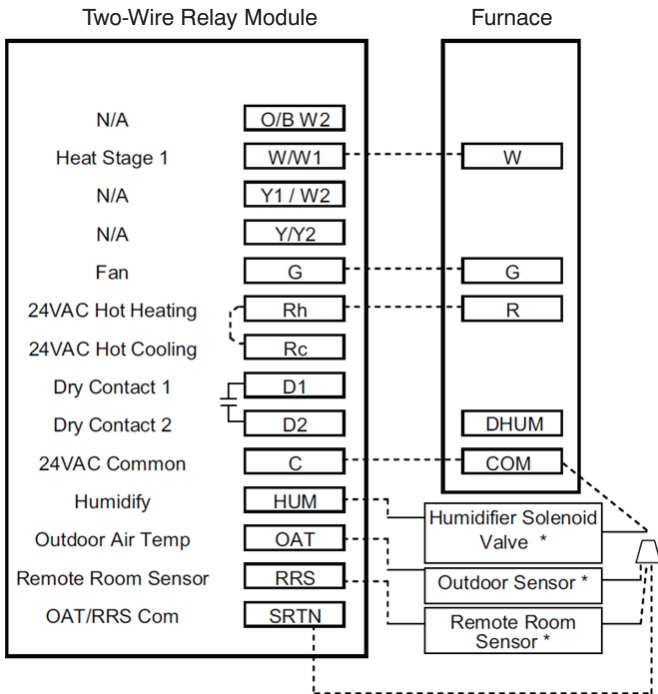 Two-Wire Relay Module Furnace
N/A O/B W2
Heat Stage 1 W/W1 W
N/A Y1 / W2
N/A Y/Y2
Fan G G
24VAC Hot Heating Rh R
24VAC Hot Cooling Rc
Dry Contact 1 D1
Dry Contact 2 D2 DHUM
24VAC Common C COM
Humidify HUM
Humidifier Solenoid
Valve *
Outdoor Air Temp OAT
Remote Room Sensor RRS Outdoor Sensor *
OAT/RRS Com SRTN
Remote Room
Sensor *